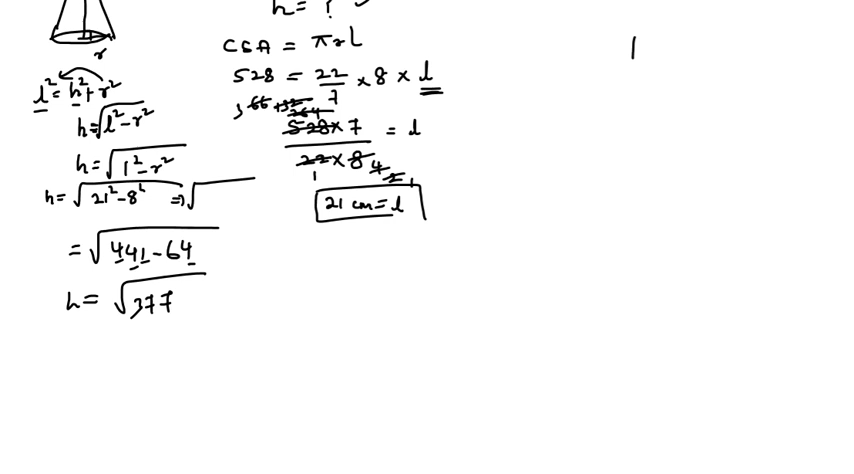 h = ?
r
CSA = πrl
528 = 22/7 × 8 × l
l² = h² + r²
528 × 7 / 22 × 8 = l
h = √l² - r²
h = √l² - r²
h = √21² - 8² ⇒ √
21 cm = l
= √441 - 64
h = √377